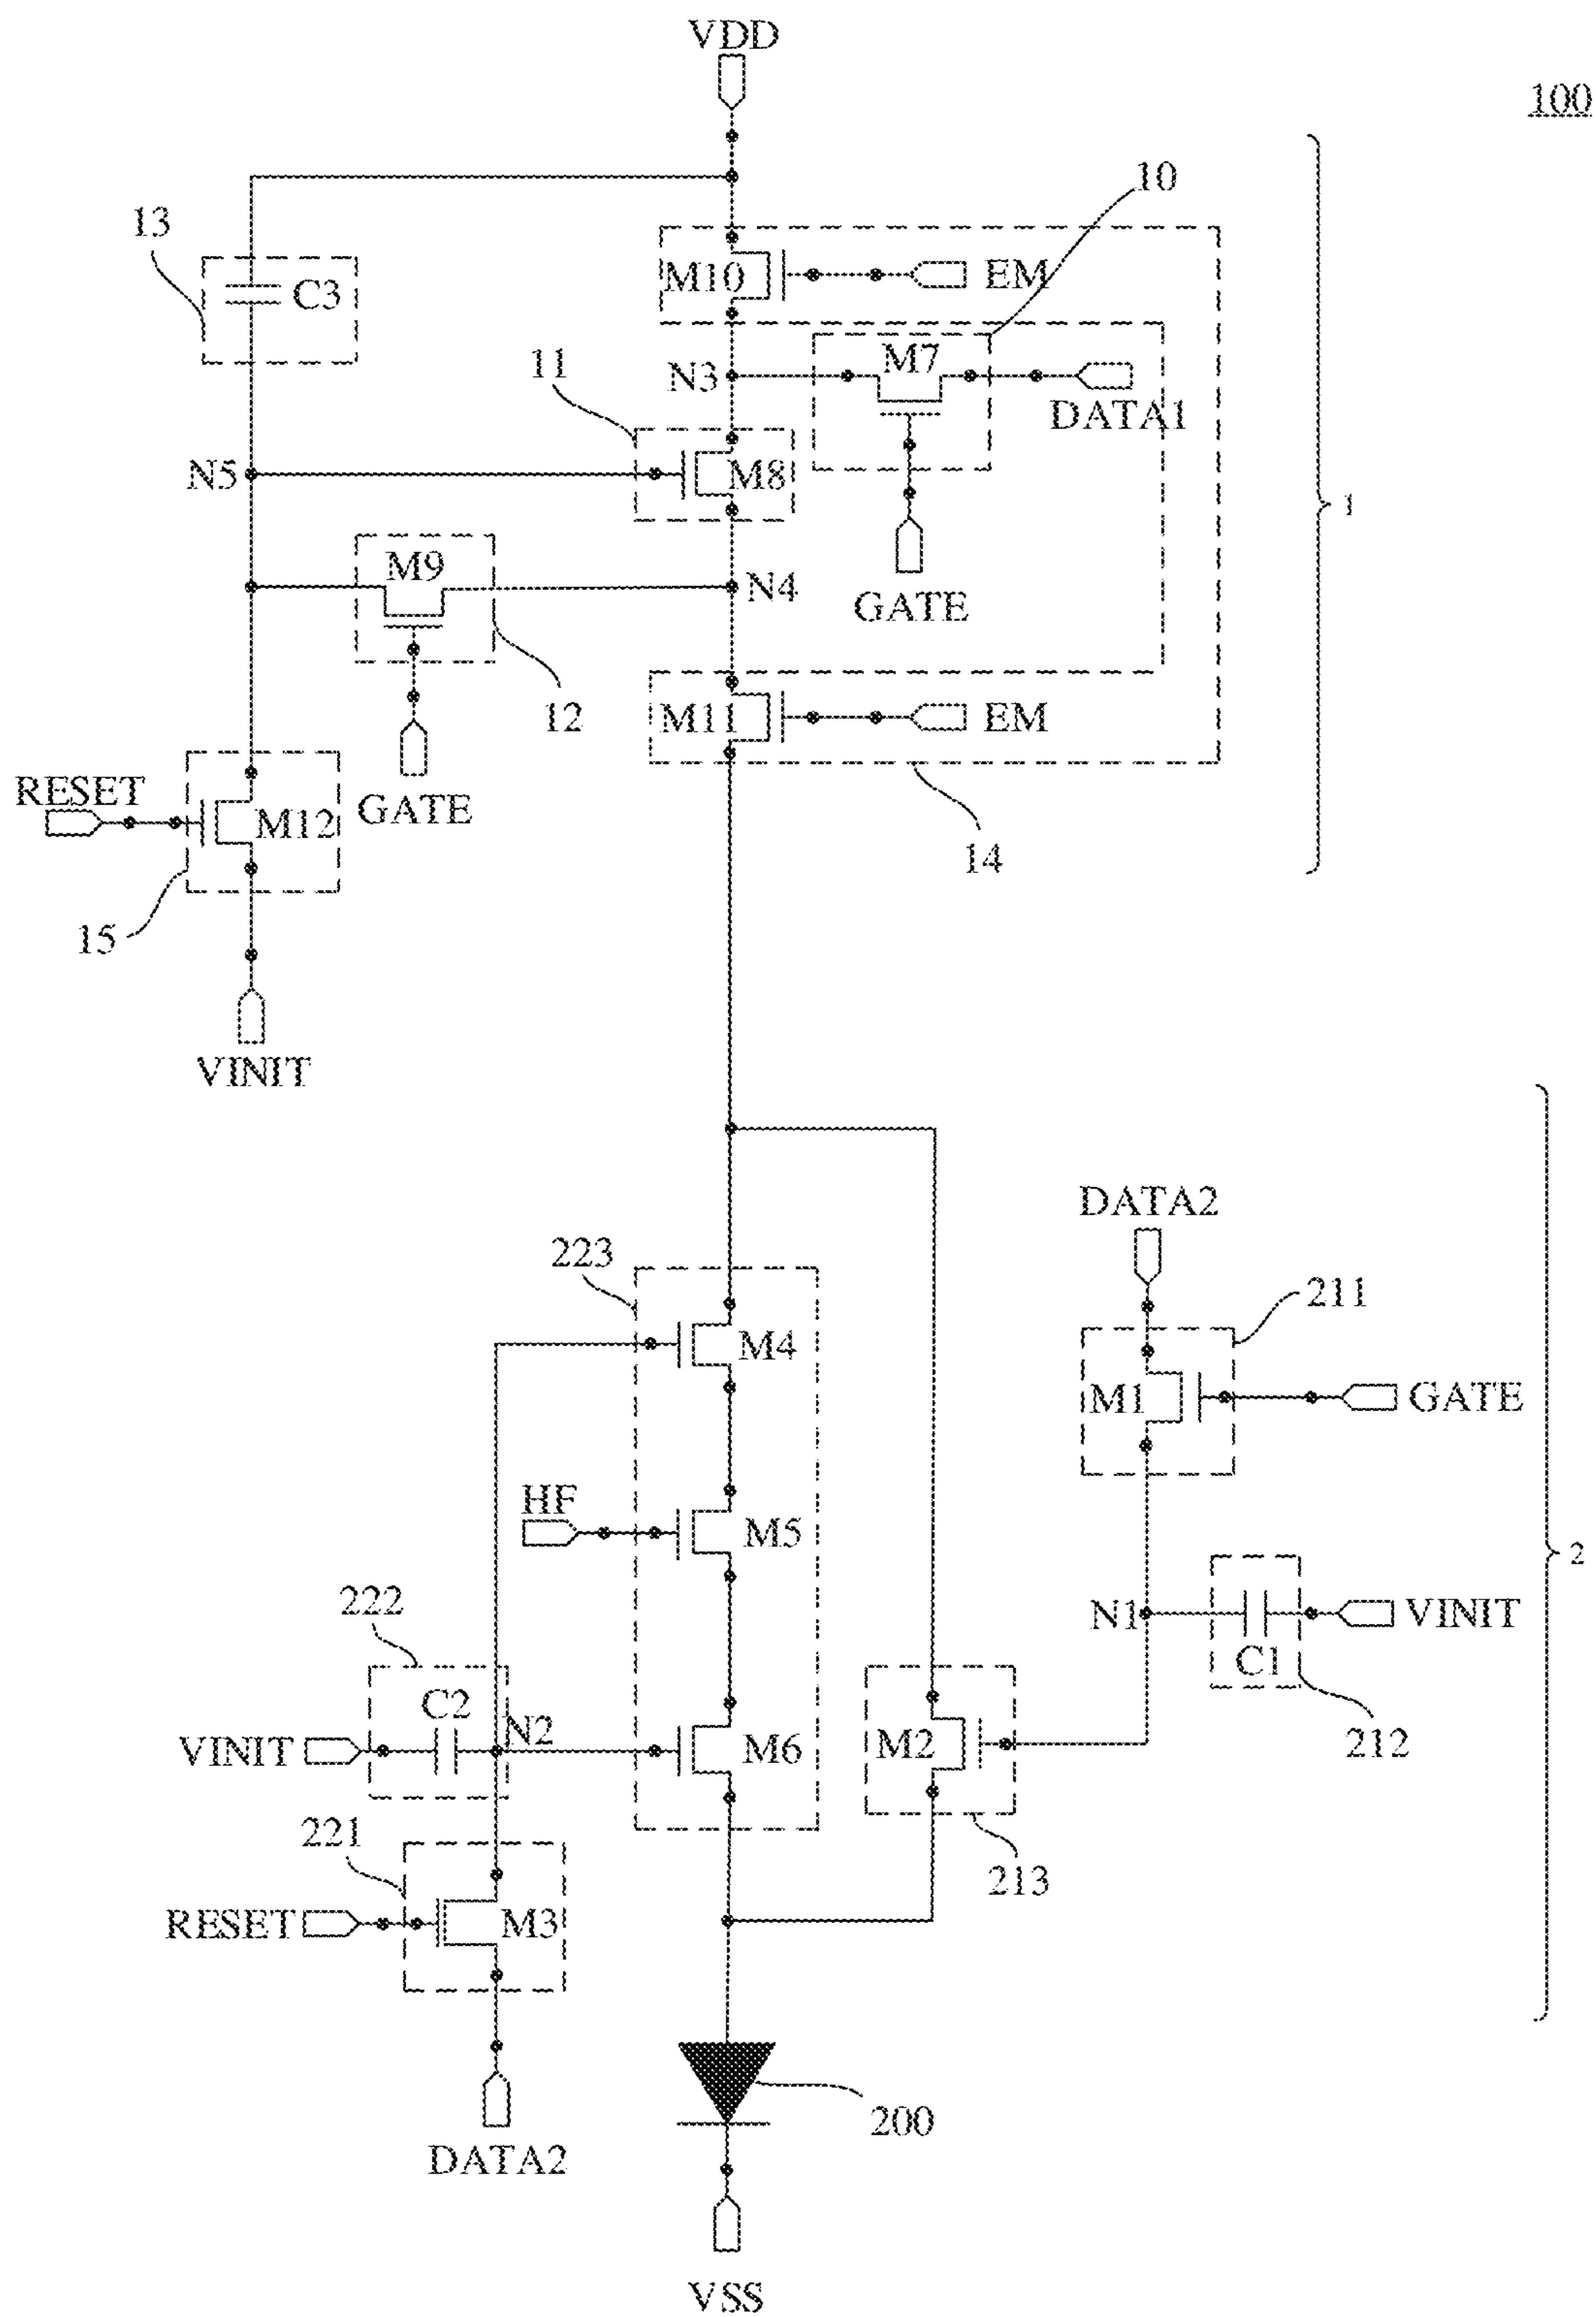 VDD
100
10
13
M10
EM
C3
M7
11
N3
DATA1
N5
M8
1
M9
N4
GATE
12
M11
EM
RESET
M12
GATE
14
15
VINIT
DATA2
223
211
M4
M1
GATE
HF
M5
2
222
N1
VINIT
C1
C2
N2
VINIT
M6
M2
212
221
213
RESET
M3
200
DATA2
VSS